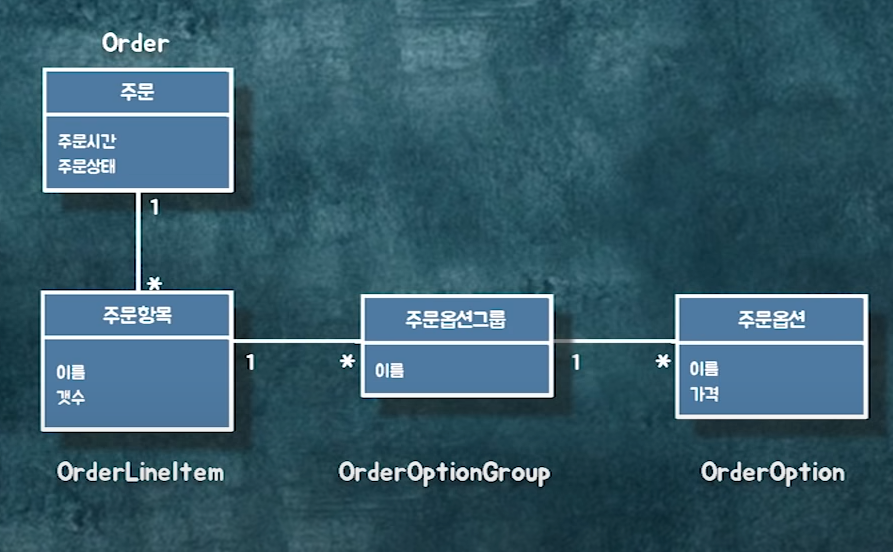 Order
주문
주문시간
주문상태
1
*
주문항목
이름
갯수
1
*
주문옵션그룹
이름
1
*
주문옵션
이름
가격
OrderLineItem
OrderOptionGroup
OrderOption